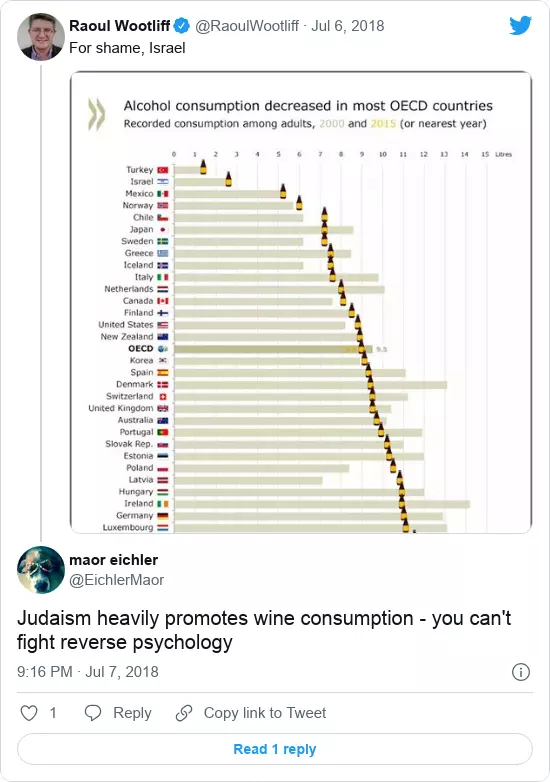 Raoul Wootliff @RaoulWootliff · Jul 6, 2018
For shame, Israel
Alcohol consumption decreased in most OECD countries
Recorded consumption among adults, 2000 and 2015 (or nearest year)
0 1 2 3 4 5 6 7 8 9 10 11 12 13 14 15 Litres
Turkey
Israel
Mexico
Norway
Chile
Japan
Sweden
Greece
Iceland
Italy
Netherlands
Canada
Finland
United States
New Zealand
OECD 9.5
Korea
Spain
Denmark
Switzerland
United Kingdom
Australia
Portugal
Slovak Rep.
Estonia
Poland
Latvia
Hungary
Ireland
Germany
Luxembourg
maor eichler
@EichlerMaor
Judaism heavily promotes wine consumption - you can't
fight reverse psychology
9:16 PM · Jul 7, 2018
1 Reply Copy link to Tweet
Read 1 reply